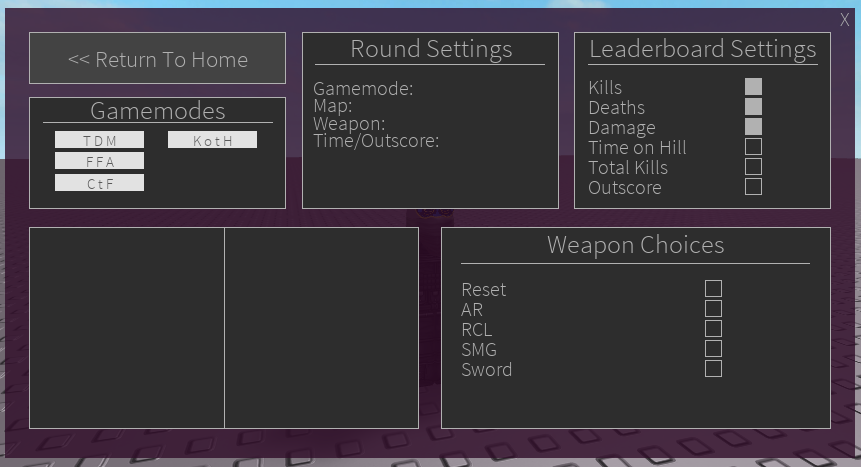 X
<< Return To Home
Gamemodes
TDM
KotH
FFA
CtF
Round Settings
Gamemode:
Map:
Weapon:
Time/Outscore:
Leaderboard Settings
Kills
Deaths
Damage
Time on Hill
Total Kills
Outscore
Weapon Choices
Reset
AR
RCL
SMG
Sword